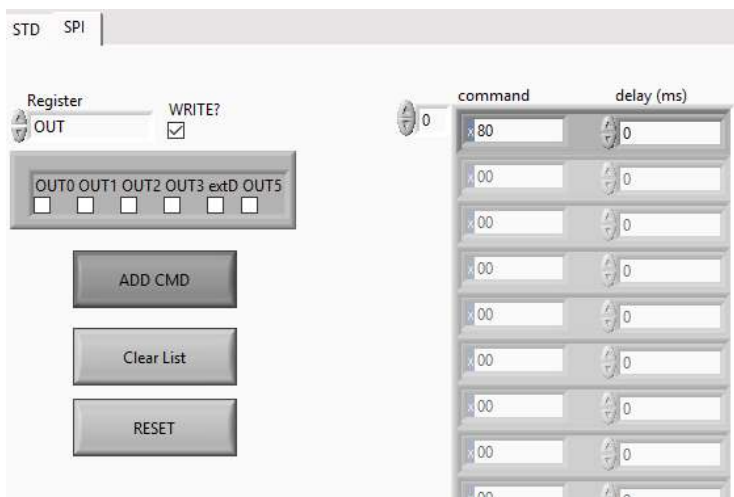 STD SPI
Register
OUT
WRITE?
OUT0 OUT1 OUT2 OUT3 extD OUT5
ADD CMD
Clear List
RESET
0
command delay (ms)
x 80 0
x 00 0
x 00 0
x 00 0
x 00 0
x 00 0
x 00 0
x 00 0
x 00 0